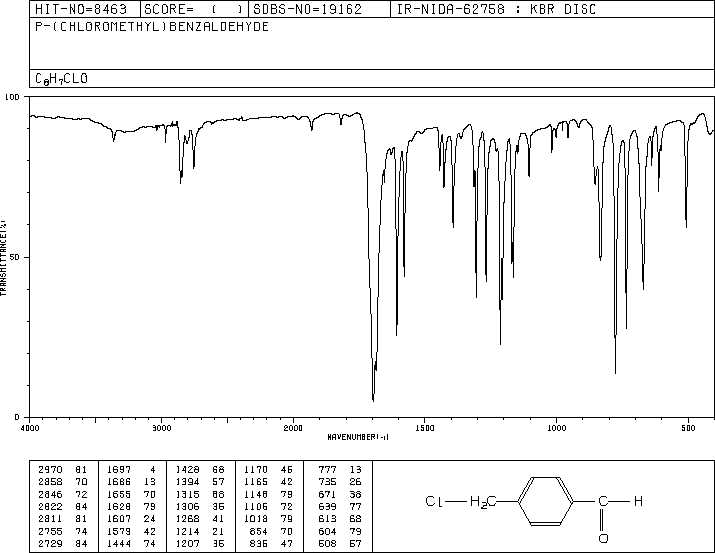 HIT-NO=8463 SCORE= ( ) SDBS-NO=19162 IR-NIDA-62758 : KBR DISC
P-(CHLOROMETHYL)BENZALDEHYDE
C8H7CLO
100
50
0
TRANSMITTANCE(%)
4000 3000 2000 1500 1000 500
WAVENUMBER(-1)
2970 81 1697 4 1428 68 1170 46 777 13
2858 70 1686 13 1394 57 1165 42 735 26
2846 72 1655 70 1315 68 1148 79 671 38
2822 84 1628 79 1306 36 1106 72 639 77
2811 81 1607 24 1268 41 1018 79 613 68
2755 74 1579 42 1214 21 854 70 604 79
2729 84 1444 74 1207 36 836 47 508 57
Cl H2C C H
O